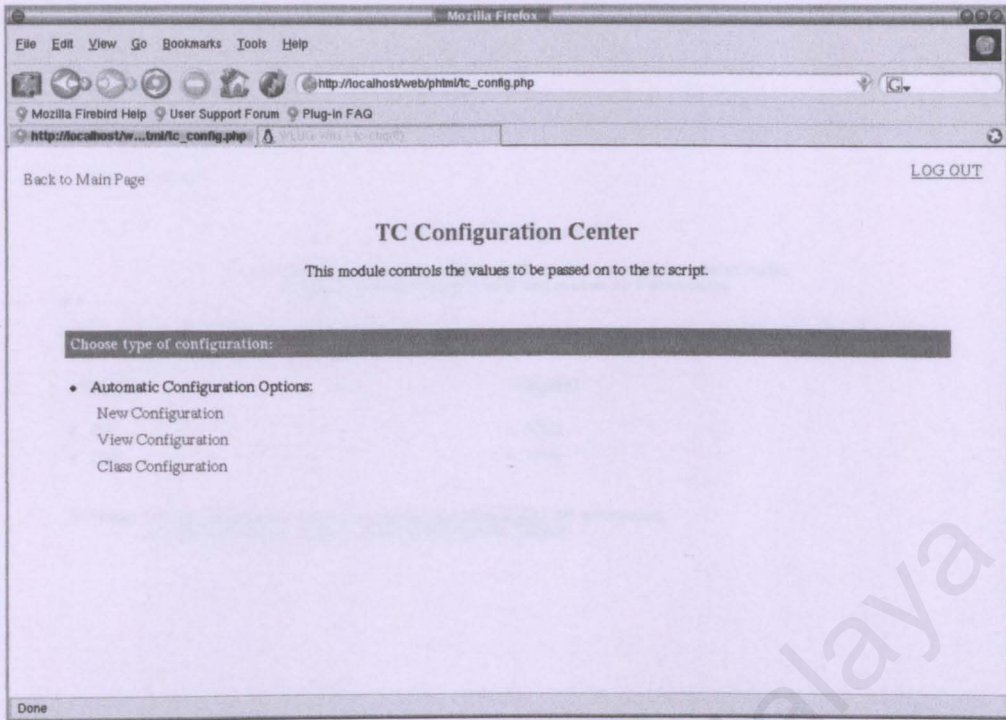 Mozilla Firefox
File Edit View Go Bookmarks Tools Help
http://localhost/web/phtml/tc_config.php
G
Mozilla Firebird Help User Support Forum Plug-in FAQ
http://localhost/w...tml/tc_config.php
Back to Main Page
LOG OUT
TC Configuration Center
This module controls the values to be passed on to the tc script.
Choose type of configuration:
• Automatic Configuration Options:
New Configuration
View Configuration
Class Configuration
alaya
Done